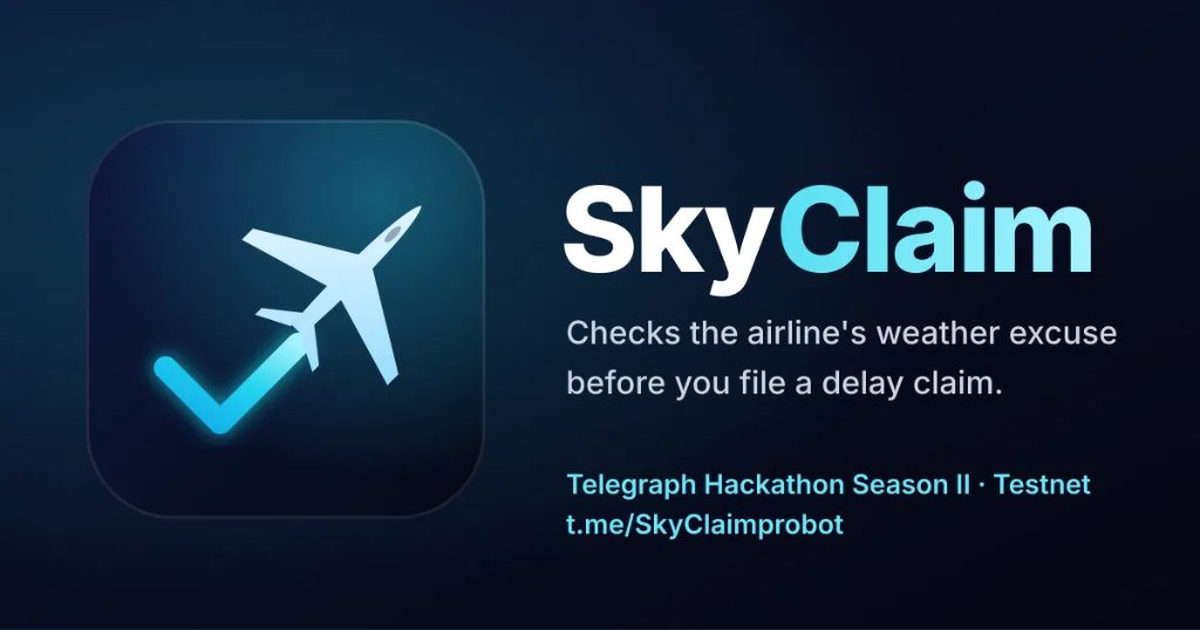 SkyClaim
Checks the airline's weather excuse
before you file a delay claim.
Telegraph Hackathon Season II · Testnet
t.me/SkyClaimprobot